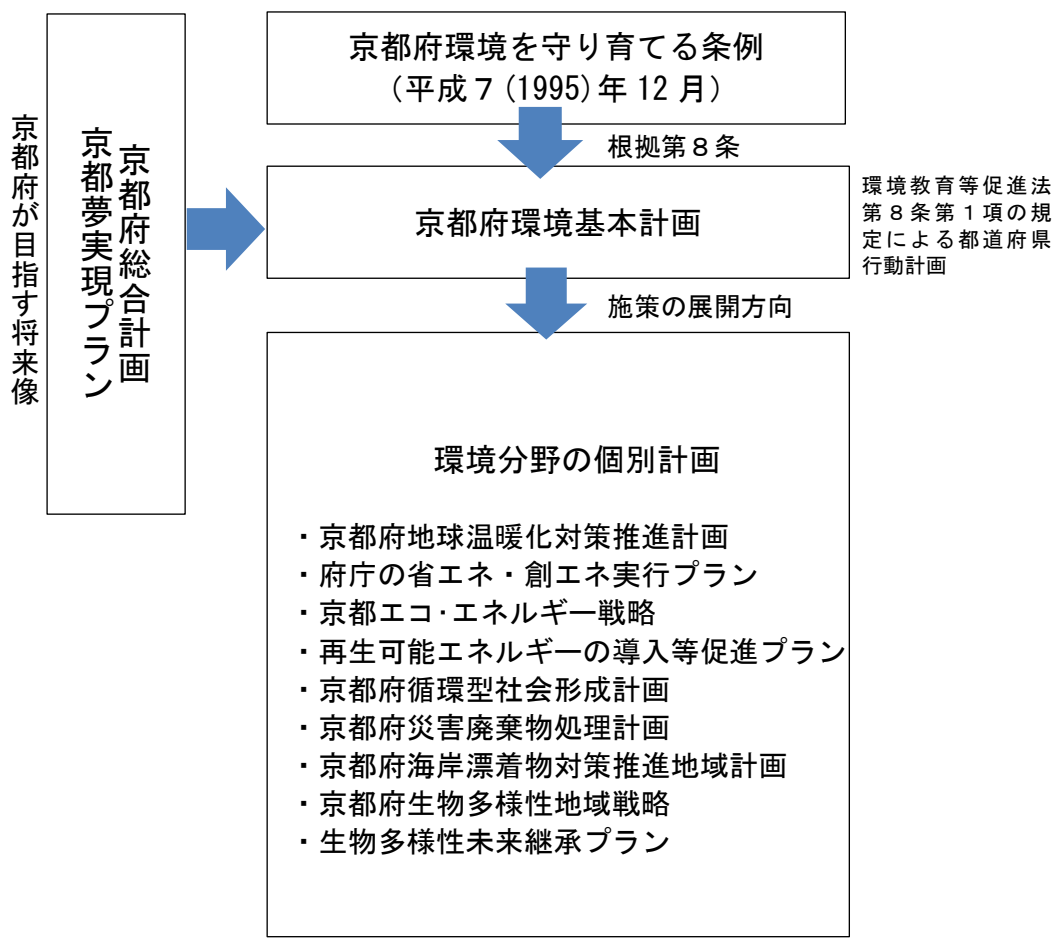 京都府環境を守り育てる条例
（平成７(1995)年 12 月）
根拠第８条
京都府が目指す将来像
京都府総合計画
京都夢実現プラン
京都府環境基本計画
環境教育等促進法
第８条第１項の規
定による都道府県
行動計画
施策の展開方向
環境分野の個別計画
・京都府地球温暖化対策推進計画
・府庁の省エネ・創エネ実行プラン
・京都エコ･エネルギー戦略
・再生可能エネルギーの導入等促進プラン
・京都府循環型社会形成計画
・京都府災害廃棄物処理計画
・京都府海岸漂着物対策推進地域計画
・京都府生物多様性地域戦略
・生物多様性未来継承プラン